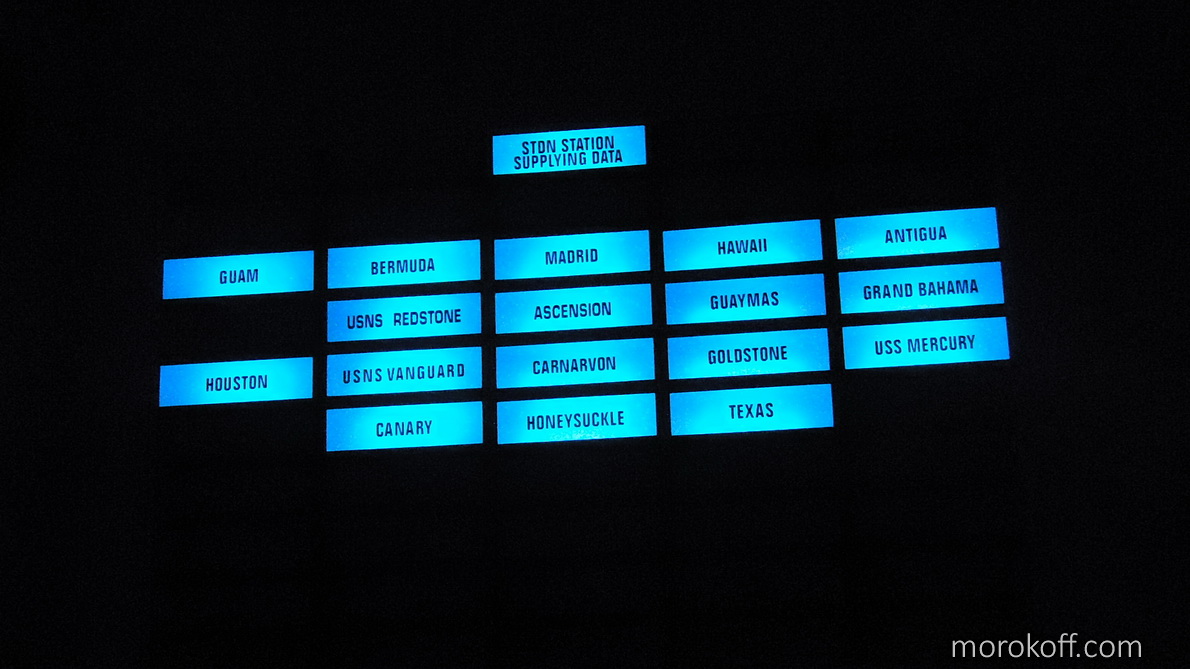 STDN STATION
SUPPLYING DATA
GUAM
BERMUDA
MADRID
HAWAII
ANTIGUA
USNS REDSTONE
ASCENSION
GUAYMAS
GRAND BAHAMA
HOUSTON
USNS VANGUARD
CARNARVON
GOLDSTONE
USS MERCURY
CANARY
HONEYSUCKLE
TEXAS
morokoff.com